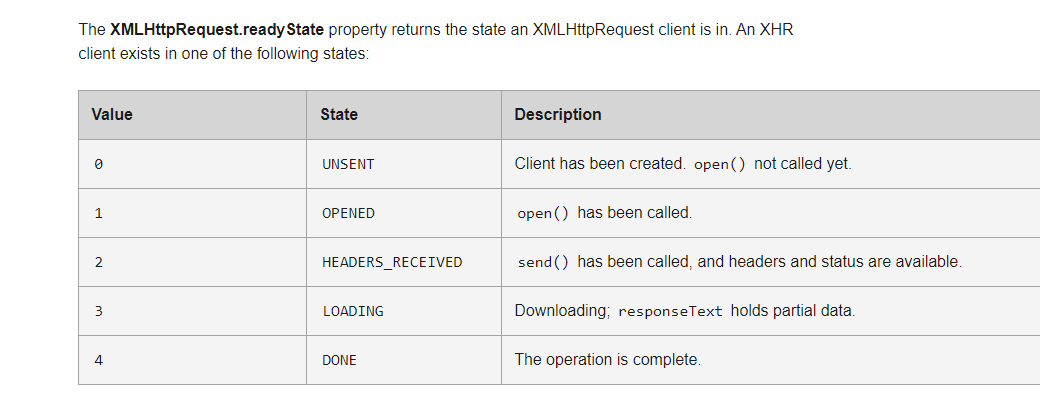 The XMLHttpRequest.readyState property returns the state an XMLHttpRequest client is in. An XHR
client exists in one of the following states:
Value State Description
0 UNSENT Client has been created. open() not called yet.
1 OPENED open() has been called.
2 HEADERS_RECEIVED send() has been called, and headers and status are available.
3 LOADING Downloading; responseText holds partial data.
4 DONE The operation is complete.